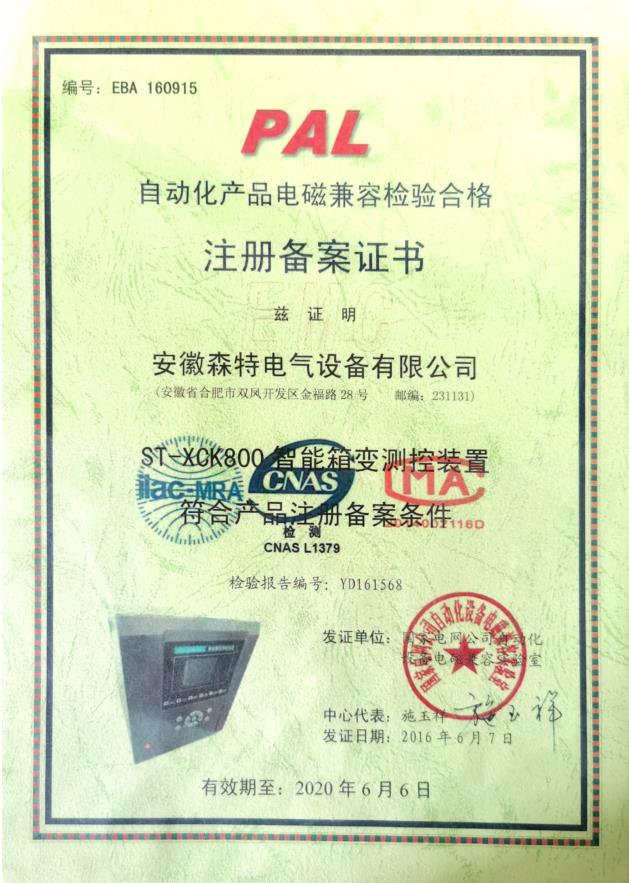 编号：EBA 160915
PAL
自动化产品电磁兼容检验合格
注册备案证书
EMC
兹 证 明
安徽森特电气设备有限公司
(安徽省合肥市双凤开发区金福路 28 号 邮编：231131)
ST-XCK800 智能箱变测控装置
ilac-MRA
CNAS
MA
符合产品注册备案条件
检 测
CNAS L1379
检验报告编号：YD161568
发证单位：国家电网公司自动化
设备电磁兼容实验室
中心代表：施玉祥
施玉祥
发证日期：2016 年 6 月 7 日
有效期至：2020 年 6 月 6 日